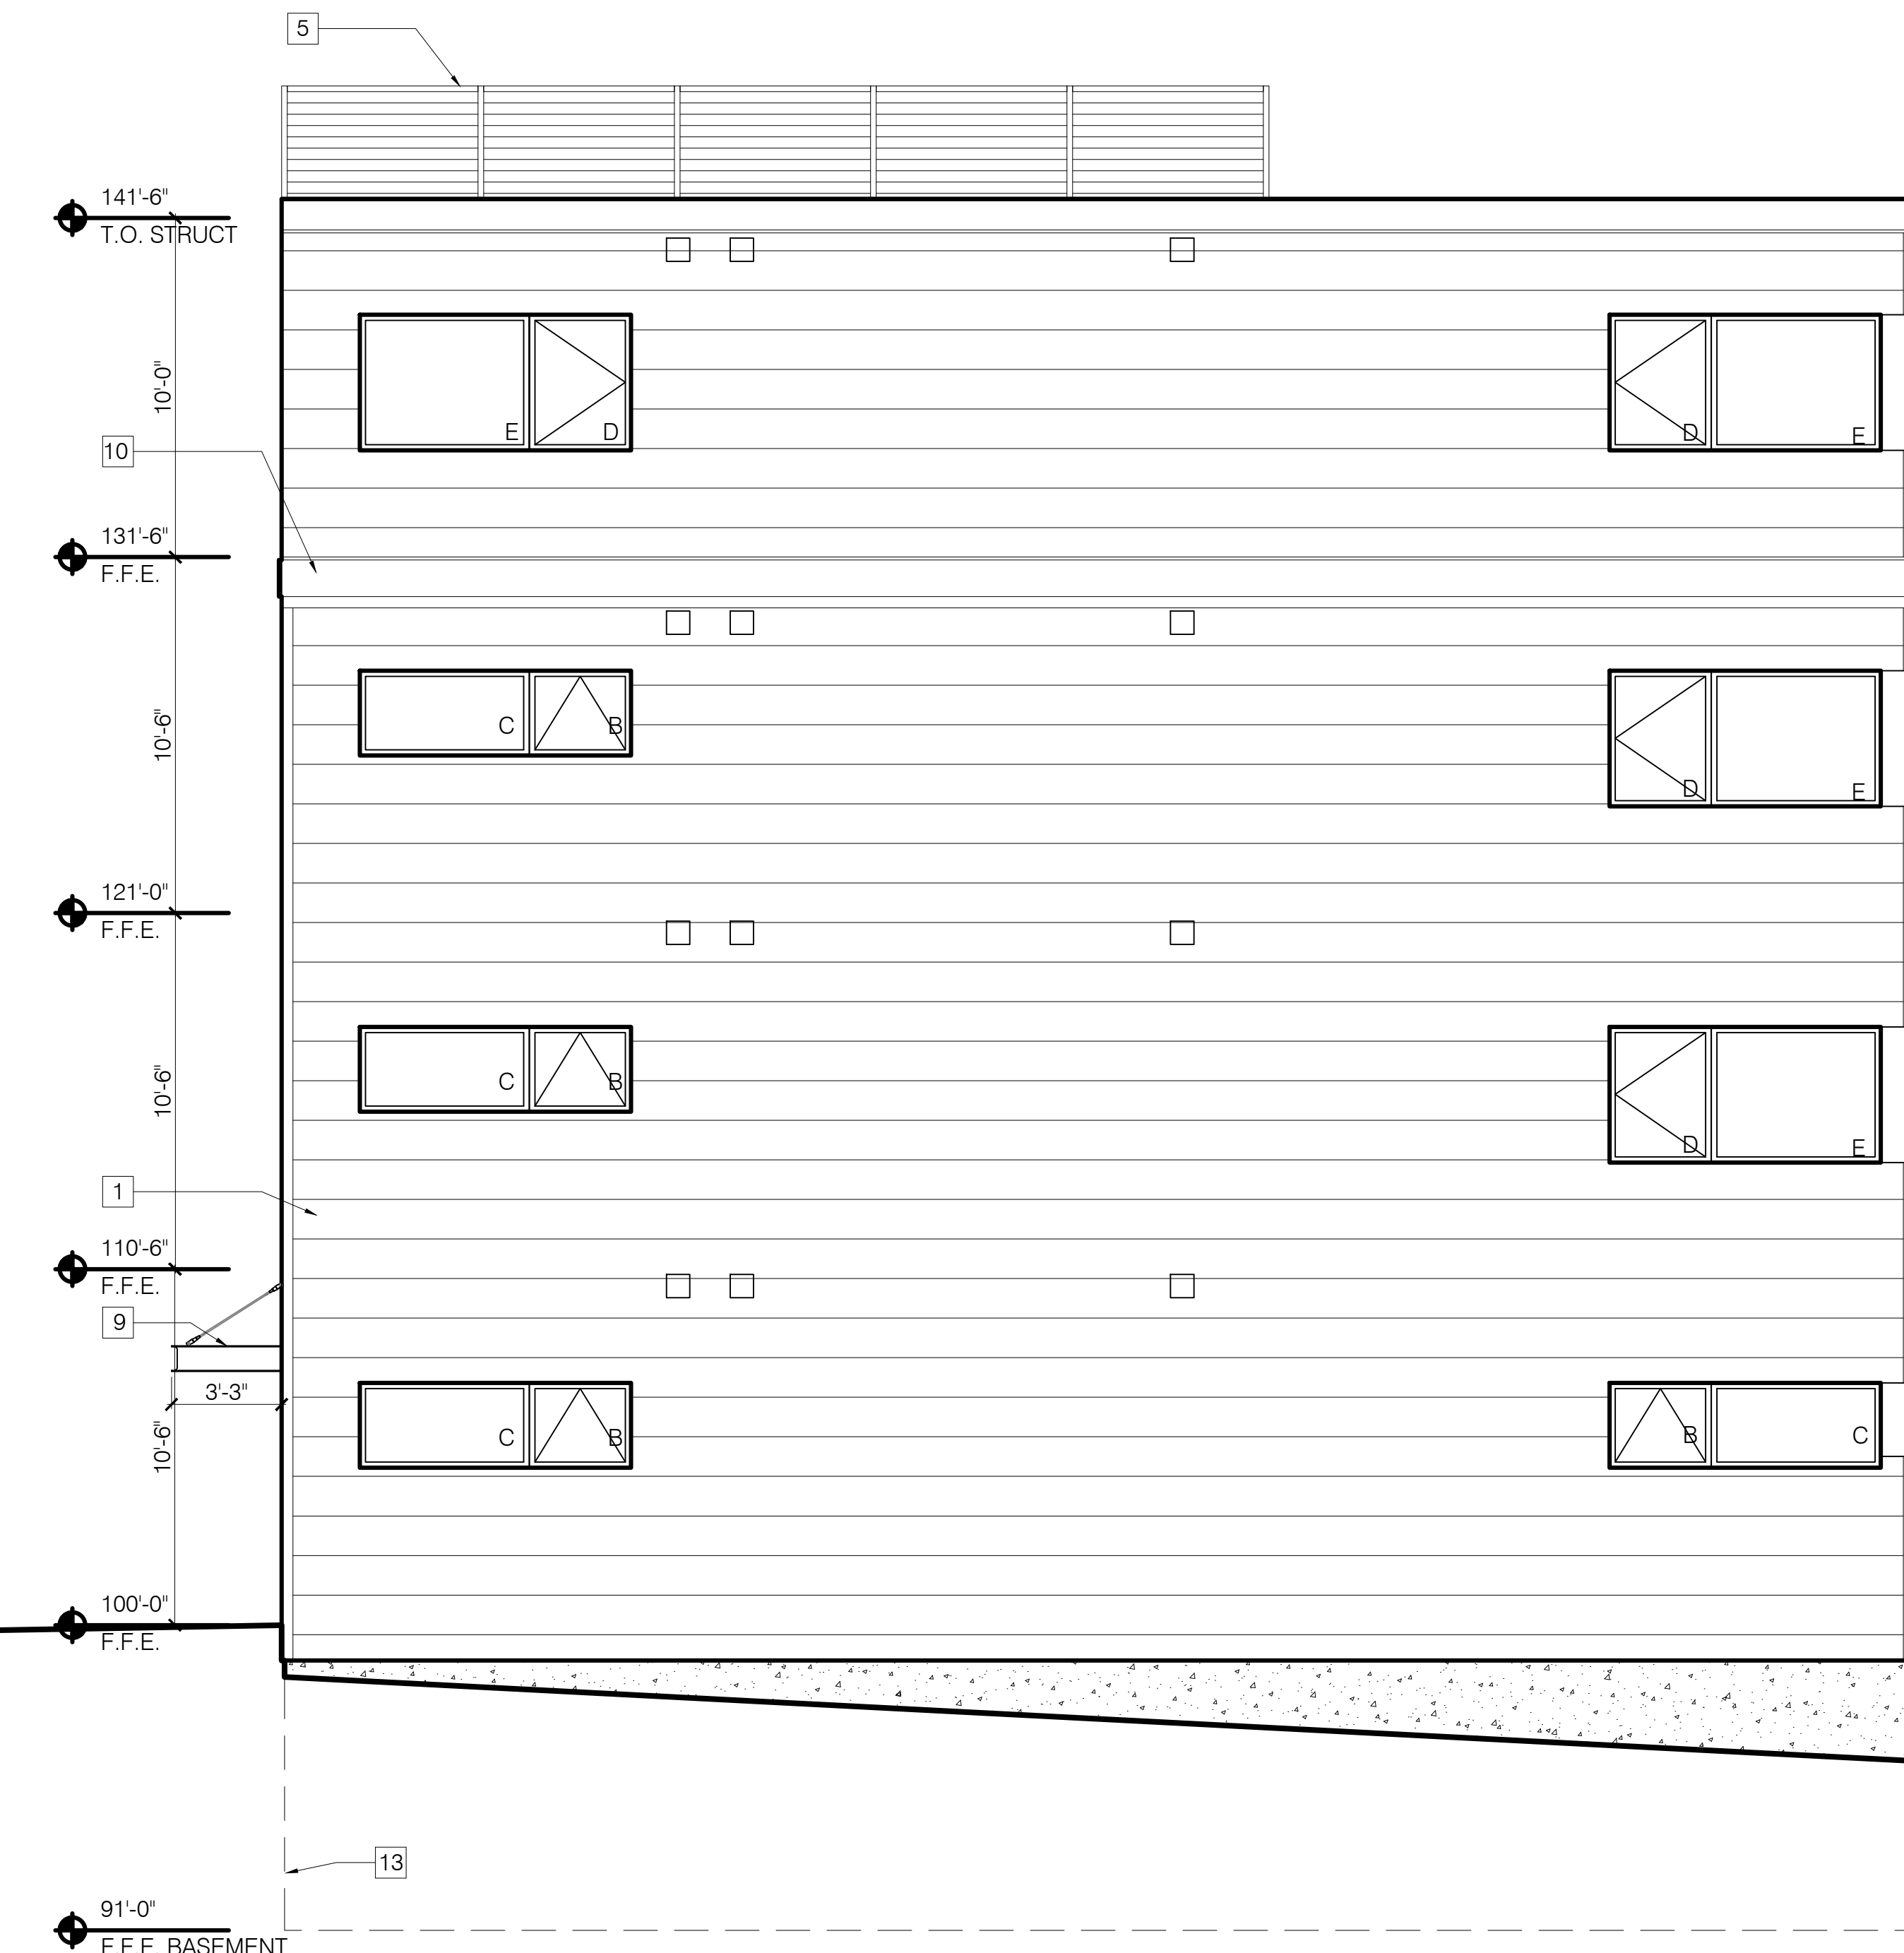 5
141'-6"
T.O. STRUCT
10'-0"
E D
D E
10
131'-6"
F.F.E.
10'-6"
C B
D E
121'-0"
F.F.E.
10'-6"
C B
D E
1
110'-6"
F.F.E.
9
3'-3"
10'-6"
C B
B C
100'-0"
F.F.E.
13
91'-0"
F.F.E. BASEMENT